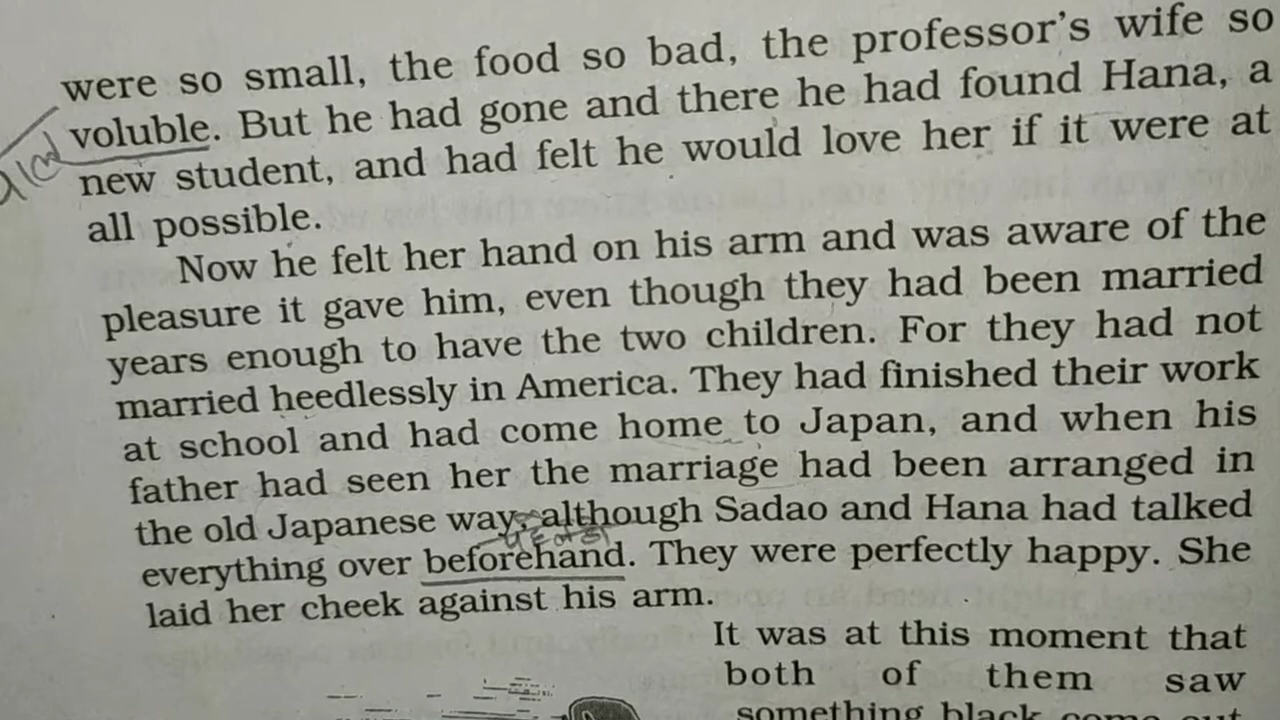 were so small, the food so bad, the professor's wife so
voluble. But he had gone and there he had found Hana, a
new student, and had felt he would love her if it were at
all possible.
Now he felt her hand on his arm and was aware of the
pleasure it gave him, even though they had been married
years enough to have the two children. For they had not
married heedlessly in America. They had finished their work
at school and had come home to Japan, and when his
father had seen her the marriage had been arranged in
the old Japanese way, although Sadao and Hana had talked
everything over beforehand. They were perfectly happy. She
laid her cheek against his arm.
It was at this moment that
both of them saw
something black come out